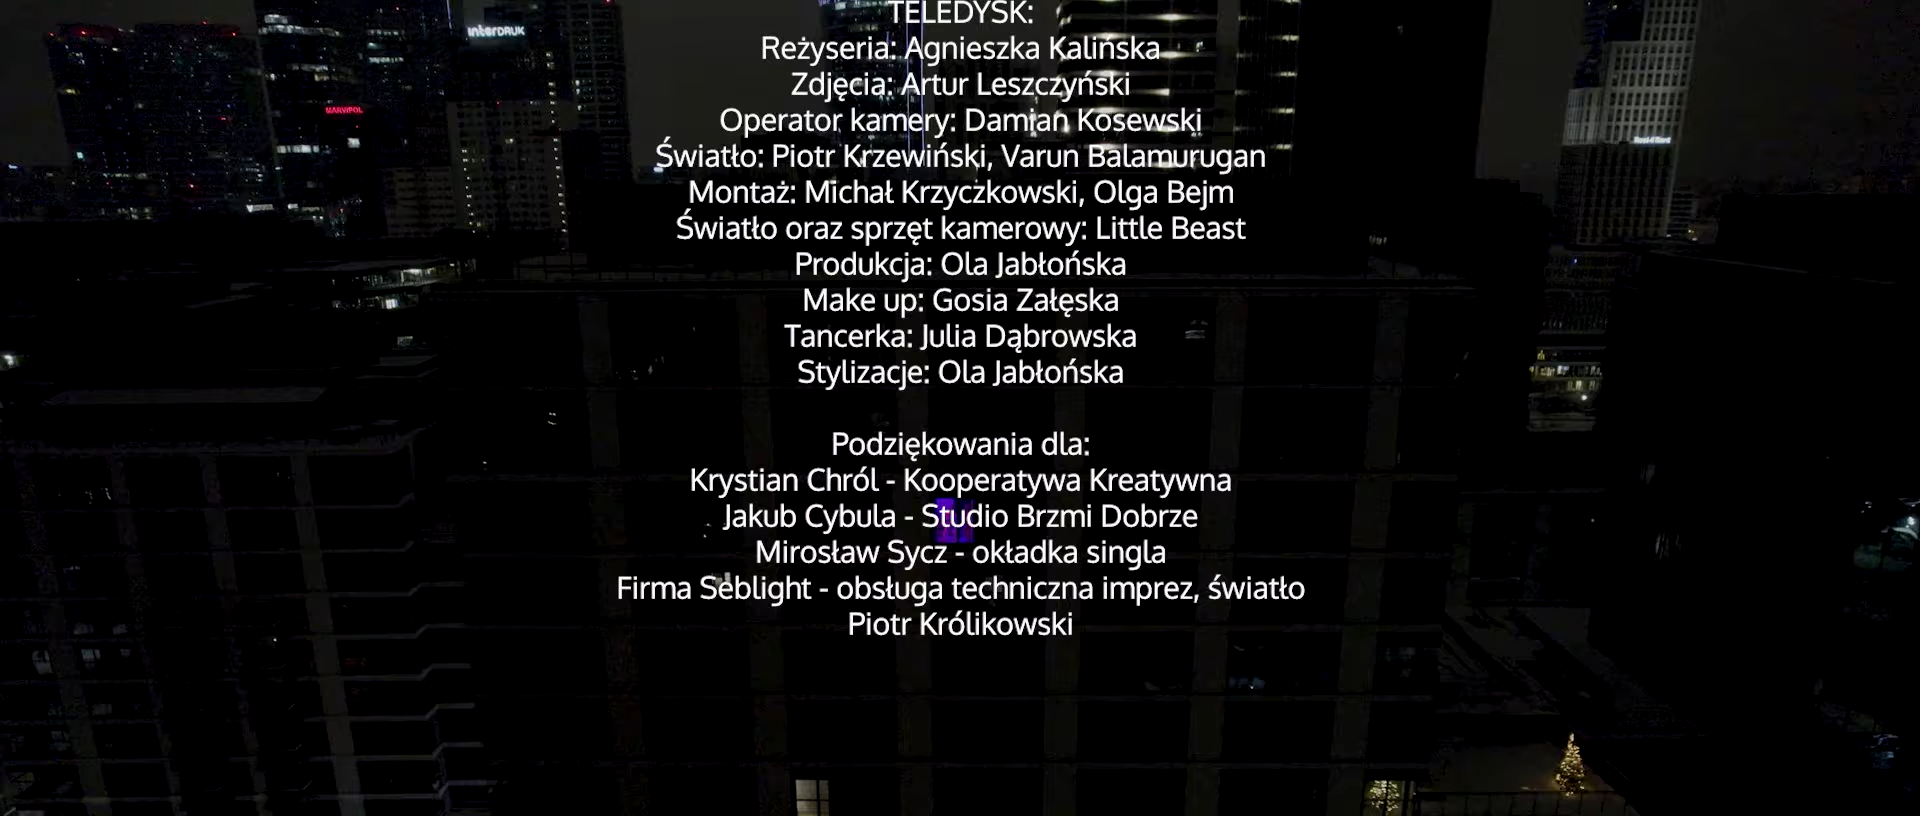 TELEDYSK:
Reżyseria: Agnieszka Kalińska
Zdjęcia: Artur Leszczyński
Operator kamery: Damian Kosewski
Światło: Piotr Krzewiński, Varun Balamurugan
Montaż: Michał Krzyczkowski, Olga Bejm
Światło oraz sprzęt kamerowy: Little Beast
Produkcja: Ola Jabłońska
Make up: Gosia Załęska
Tancerka: Julia Dąbrowska
Stylizacje: Ola Jabłońska
Podziękowania dla:
Krystian Chról - Kooperatywa Kreatywna
Jakub Cybula - Studio Brzmi Dobrze
Mirosław Sycz - okładka singla
Firma Seblight - obsługa techniczna imprez, światło
Piotr Królikowski
interDRUK
MARVIPOL